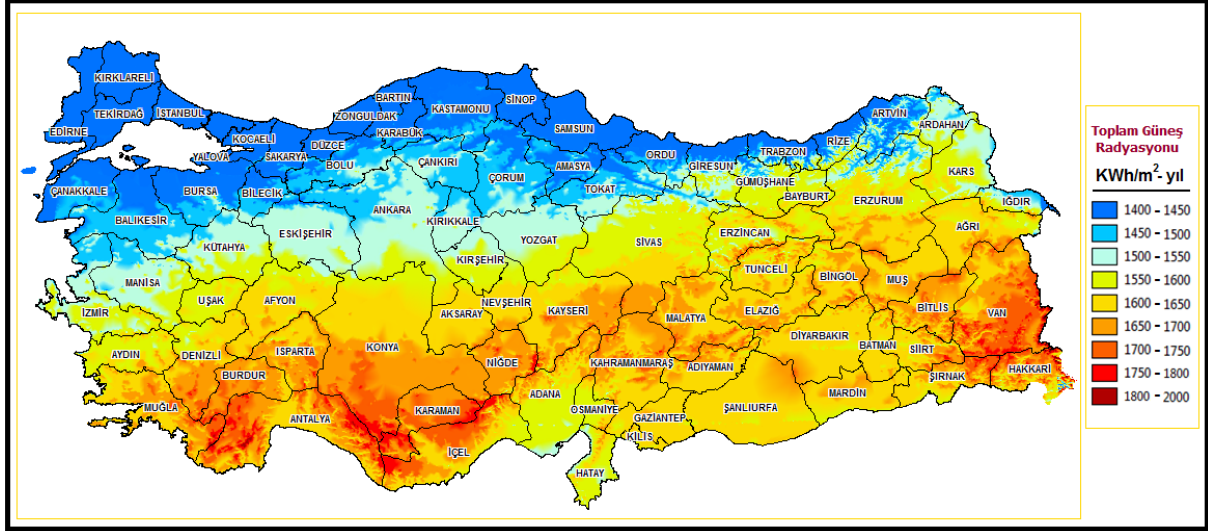 KIRKLARELİ
TEKİRDAĞ
İSTANBUL
EDİRNE
KOCAELİ
YALOVA
SAKARYA
DÜZCE
BOLU
ZONGULDAK
BARTIN
KARABÜK
KASTAMONU
SİNOP
SAMSUN
ÇANKIRI
ÇORUM
AMASYA
TOKAT
ORDU
GİRESUN
TRABZON
RİZE
ARTVİN
ARDAHAN
KARS
IĞDIR
GÜMÜŞHANE
BAYBURT
ERZURUM
AĞRI
ÇANAKKALE
BURSA
BİLECİK
BALIKESİR
KÜTAHYA
ESKİŞEHİR
ANKARA
KIRIKKALE
YOZGAT
KIRŞEHİR
SİVAS
ERZİNCAN
TUNCELİ
BİNGÖL
MUŞ
BİTLİS
VAN
MANİSA
İZMİR
UŞAK
AFYON
AKSARAY
NEVŞEHİR
KAYSERİ
MALATYA
ELAZIĞ
DİYARBAKIR
BATMAN
SİİRT
ŞIRNAK
HAKKARİ
AYDIN
DENİZLİ
ISPARTA
BURDUR
KONYA
NİĞDE
KAHRAMANMARAŞ
ADIYAMAN
MARDİN
ŞANLIURFA
MUĞLA
ANTALYA
KARAMAN
İÇEL
ADANA
OSMANİYE
GAZİANTEP
KİLİS
HATAY
Toplam Güneş
Radyasyonu
KWh/m²- yıl
1400 - 1450
1450 - 1500
1500 - 1550
1550 - 1600
1600 - 1650
1650 - 1700
1700 - 1750
1750 - 1800
1800 - 2000